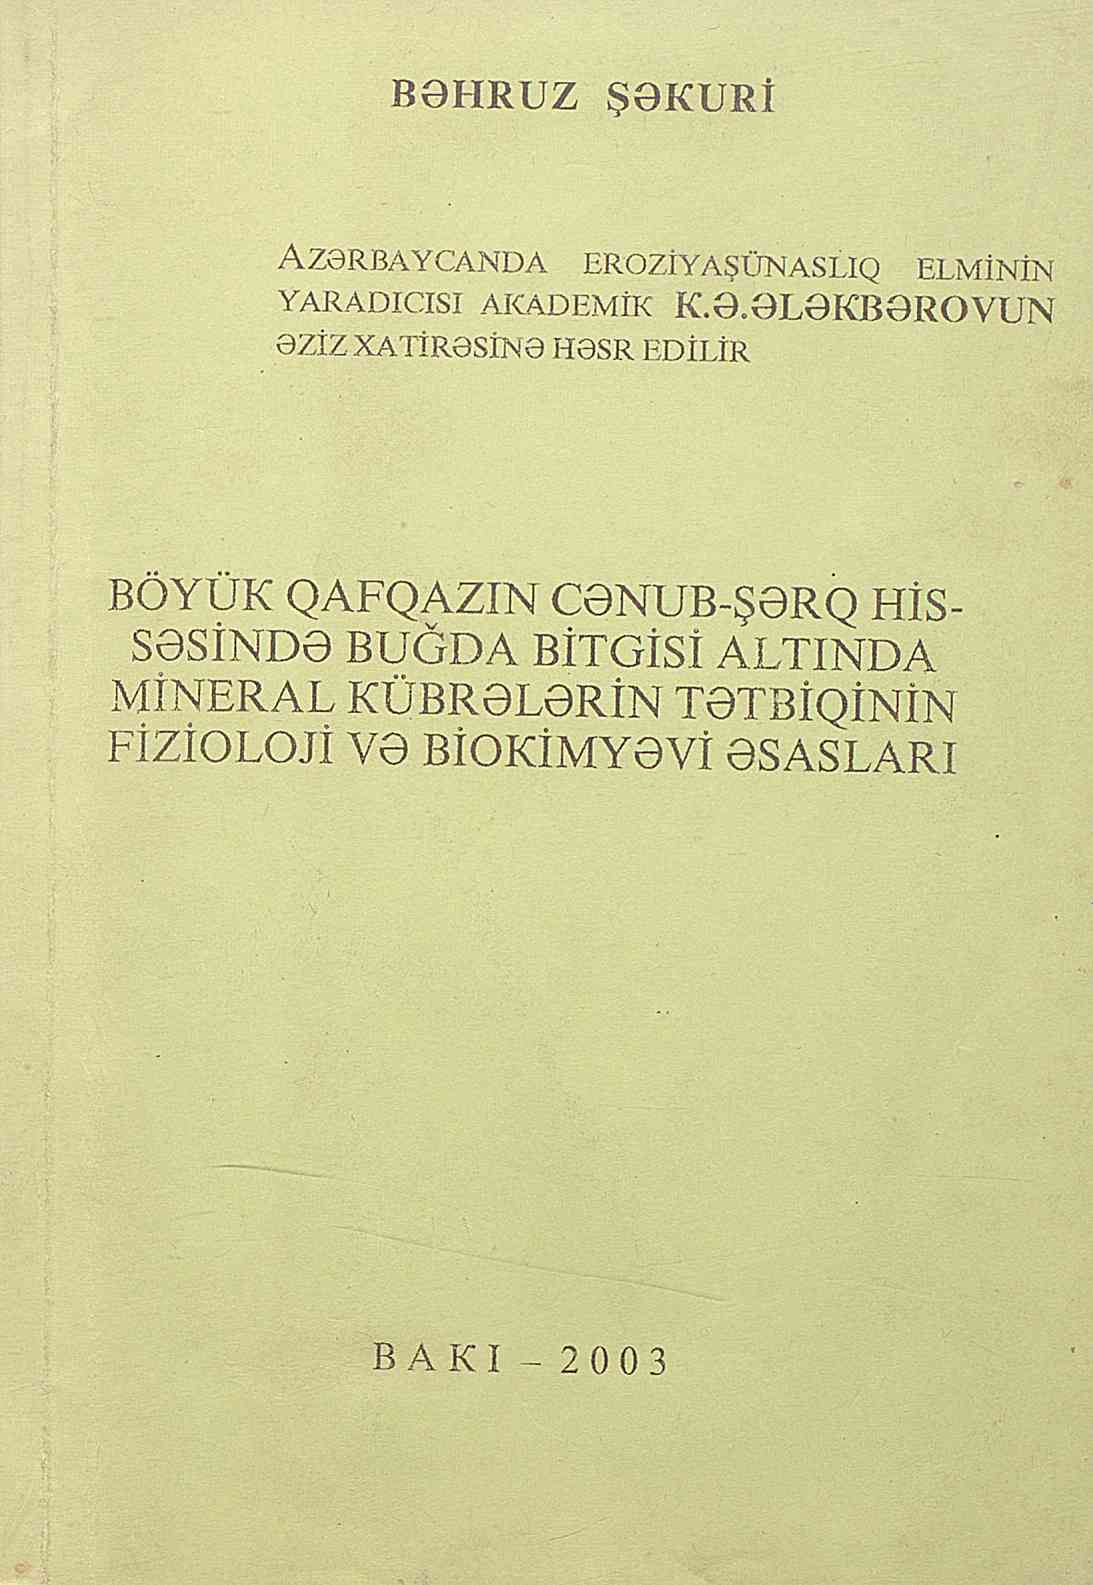 BƏHRUZ ŞƏKURİ
AZƏRBAYCANDA EROZİYAŞÜNASLIQ ELMİNİN
YARADICISI AKADEMİK K.Ə.ƏLƏKBƏROVUN
ƏZİZ XATİRƏSİNƏ HƏSR EDİLİR
BÖYÜK QAFQAZIN CƏNUB-ŞƏRQ HİS-
SƏSİNDƏ BUĞDA BİTGİSİ ALTINDA
MİNERAL KÜBRƏLƏRİN TƏTBİQİNİN
FİZİOLOJİ VƏ BİOKİMYƏVİ ƏSASLARI
BAKI – 2003